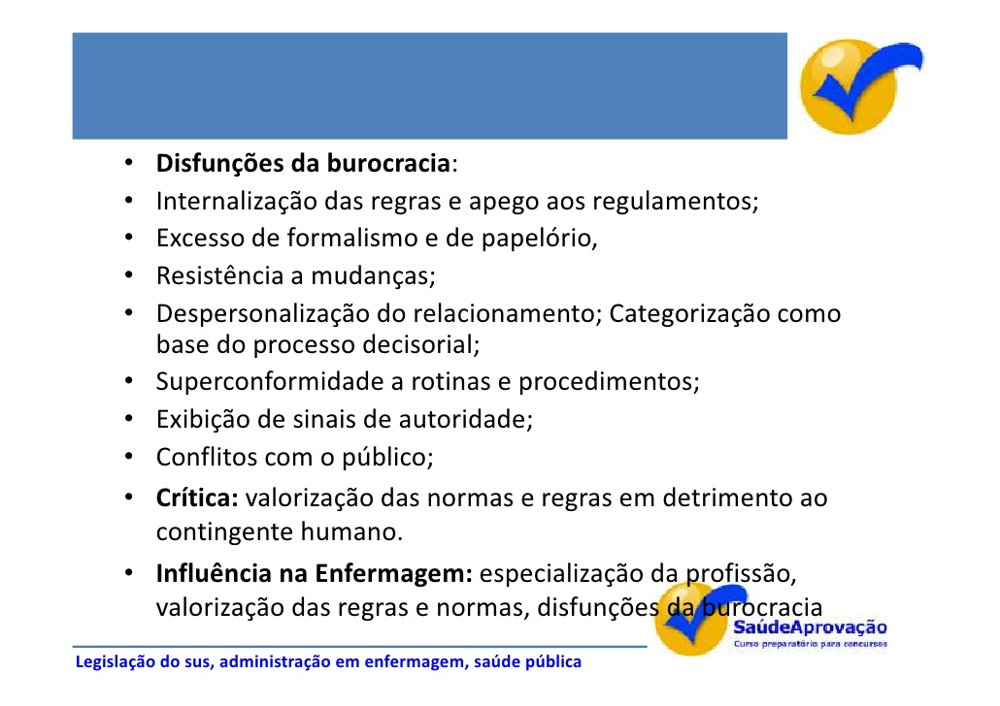 • Disfunções da burocracia:
• Internalização das regras e apego aos regulamentos;
• Excesso de formalismo e de papelório,
• Resistência a mudanças;
• Despersonalização do relacionamento; Categorização como
base do processo decisorial;
• Superconformidade a rotinas e procedimentos;
• Exibição de sinais de autoridade;
• Conflitos com o público;
• Crítica: valorização das normas e regras em detrimento ao
contingente humano.
• Influência na Enfermagem: especialização da profissão,
valorização das regras e normas, disfunções da burocracia
SaúdeAprovação
Curso preparatório para concursos
Legislação do sus, administração em enfermagem, saúde pública